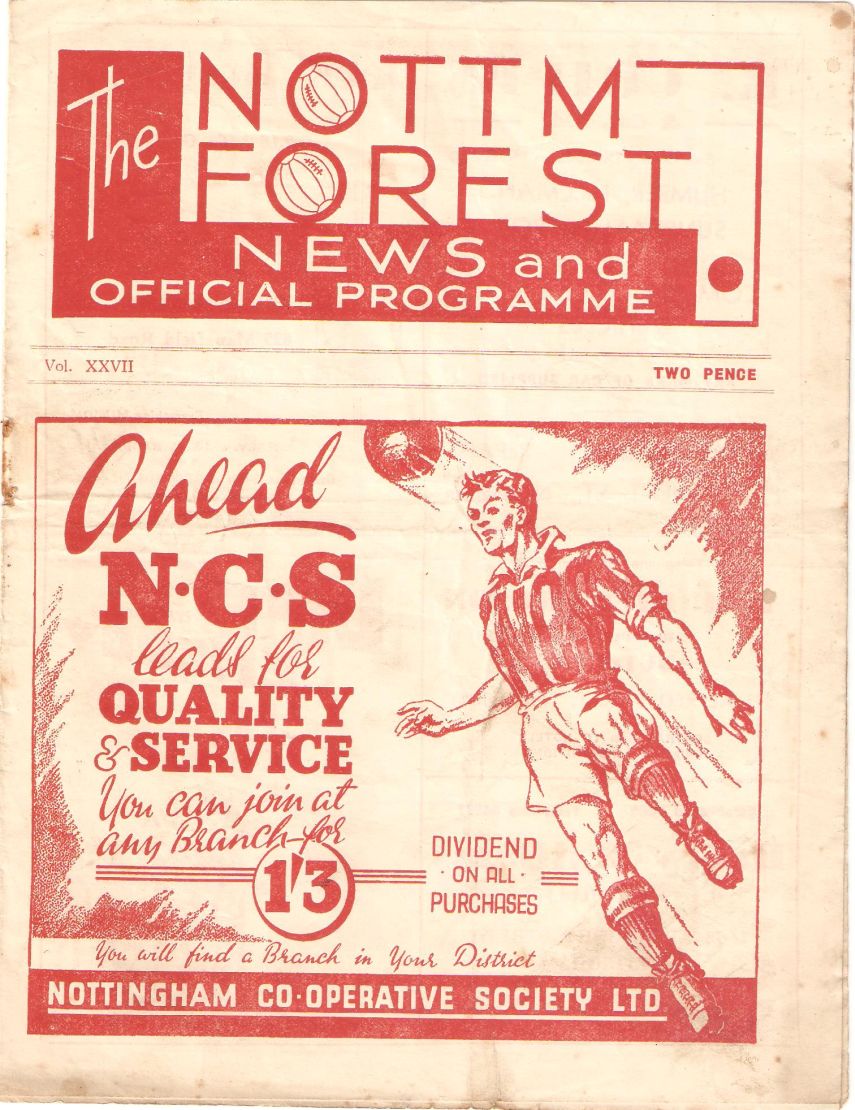 The NOTTM
FOREST
NEWS and
OFFICIAL PROGRAMME
Vol. XXVII
TWO PENCE
Ahead
N·C·S
leads for
QUALITY
& SERVICE
You can join at
any Branch for
1'3
DIVIDEND
· ON ALL ·
PURCHASES
You will find a Branch in Your District
NOTTINGHAM CO-OPERATIVE SOCIETY LTD